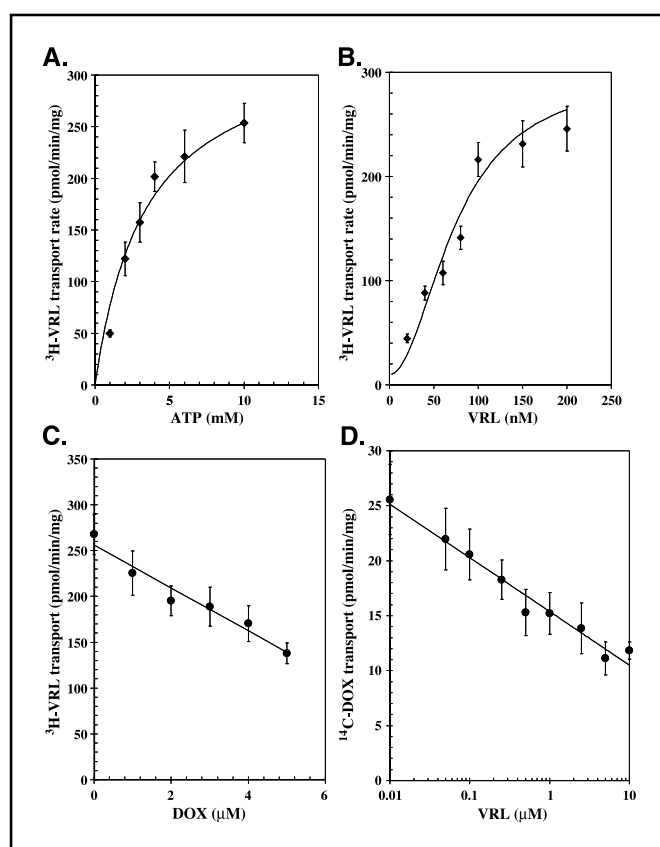 A.
³H-VRL transport rate (pmol/min/mg)
300
250
200
150
100
50
0
0 5 10 15
ATP (mM)
B.
³H-VRL transport rate (pmol/min/mg)
300
200
100
0
0 50 100 150 200 250
VRL (nM)
C.
³H-VRL transport (pmol/min/mg)
350
300
250
200
150
100
50
0
0 2 4 6
DOX (µM)
D.
¹⁴C-DOX transport (pmol/min/mg)
30
25
20
15
10
5
0
0.01 0.1 1 10
VRL (µM)